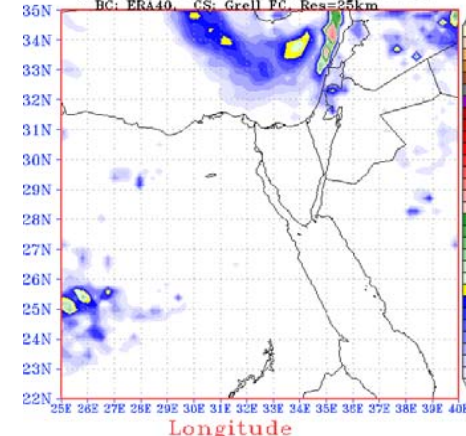 BC: ERA40, CS: Grell FC, Res=25km
35N
34N
33N
32N
31N
30N
29N
28N
27N
26N
25N
24N
23N
22N
25E 26E 27E 28E 29E 30E 31E 32E 33E 34E 35E 36E 37E 38E 39E 40E
Longitude